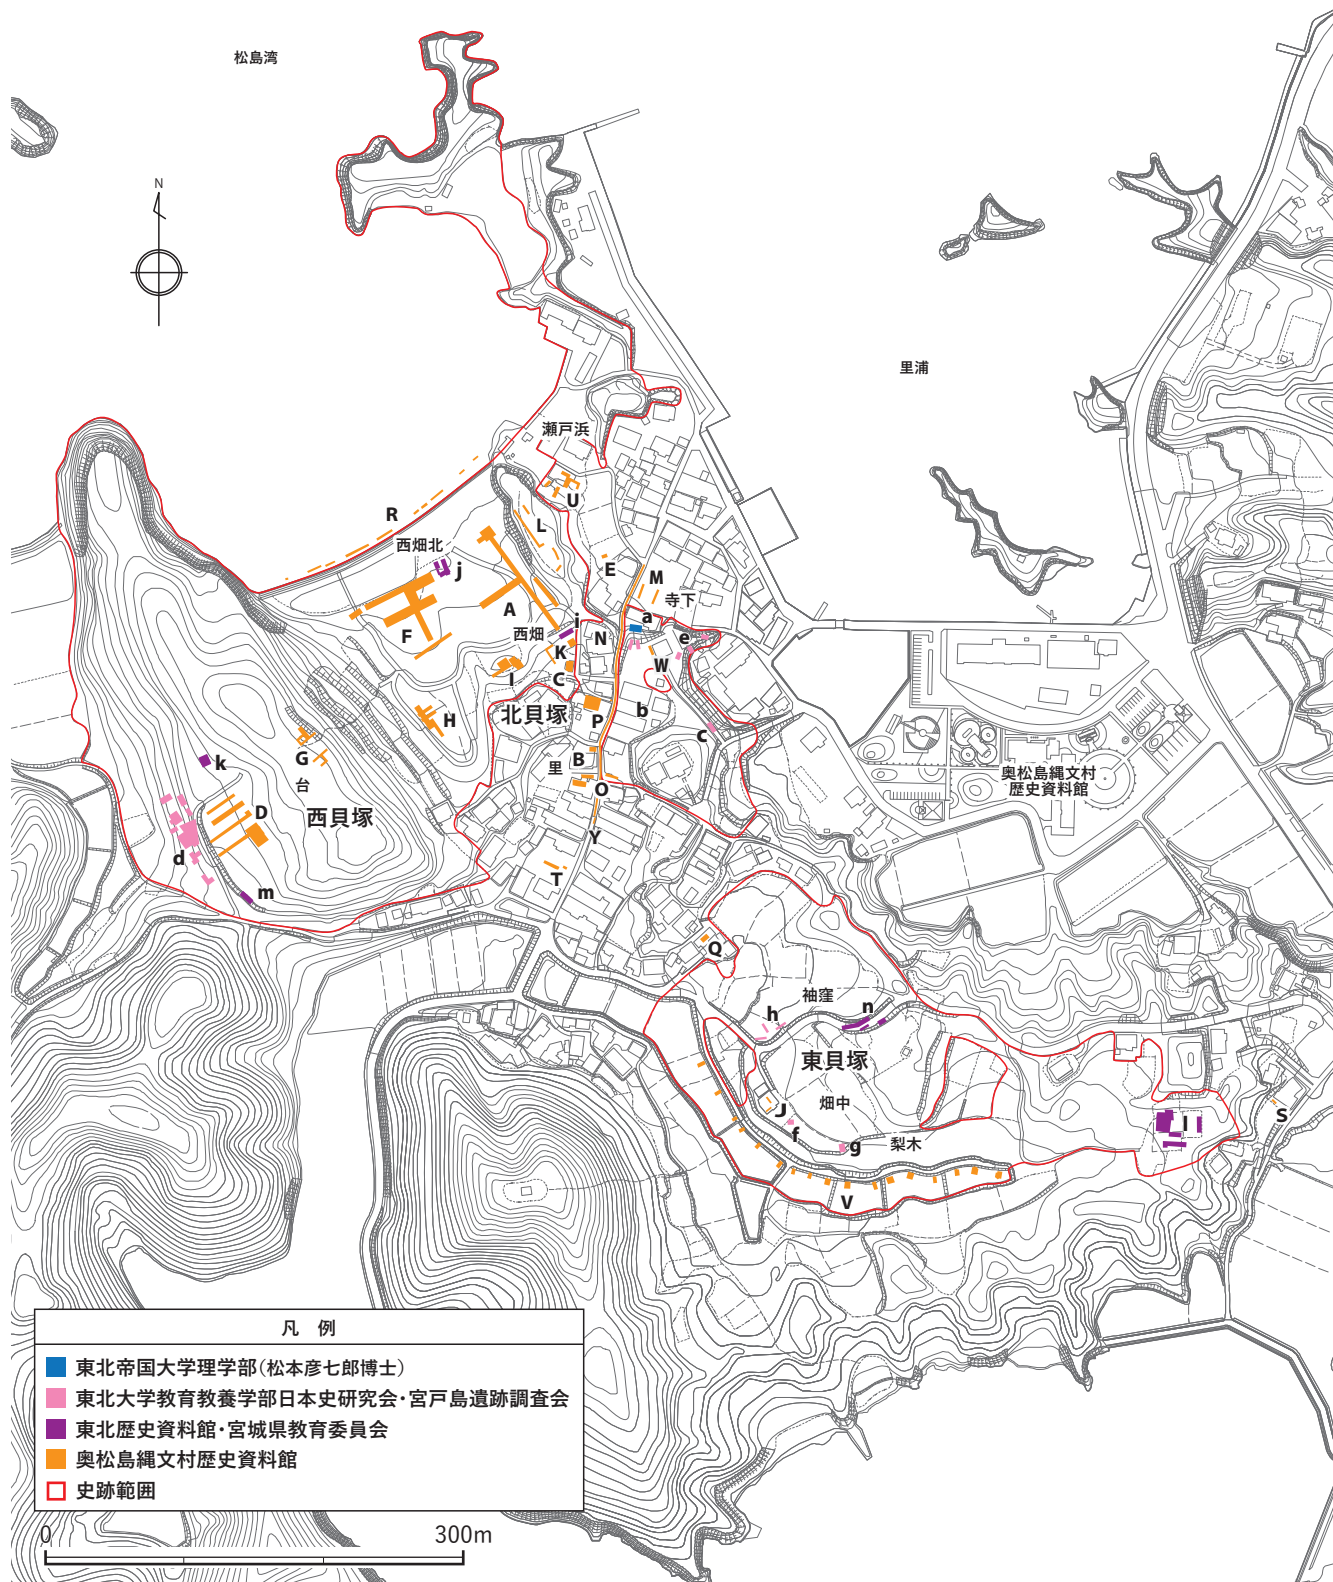 松島湾
N
里浦
瀬戸浜
U
R
L
西畑北
j
E
M
寺下
A
a
F
西畑
i
N
e
K
W
I
C
北貝塚
P
b
H
c
G
k
台
里
B
O
奥松島縄文村
歴史資料館
D
西貝塚
d
Y
m
T
Q
袖窪
h
n
東貝塚
J
畑中
f
g
梨木
l
S
V
凡 例
東北帝国大学理学部(松本彦七郎博士)
東北大学教育教養学部日本史研究会・宮戸島遺跡調査会
東北歴史資料館・宮城県教育委員会
奥松島縄文村歴史資料館
史跡範囲
0 300m